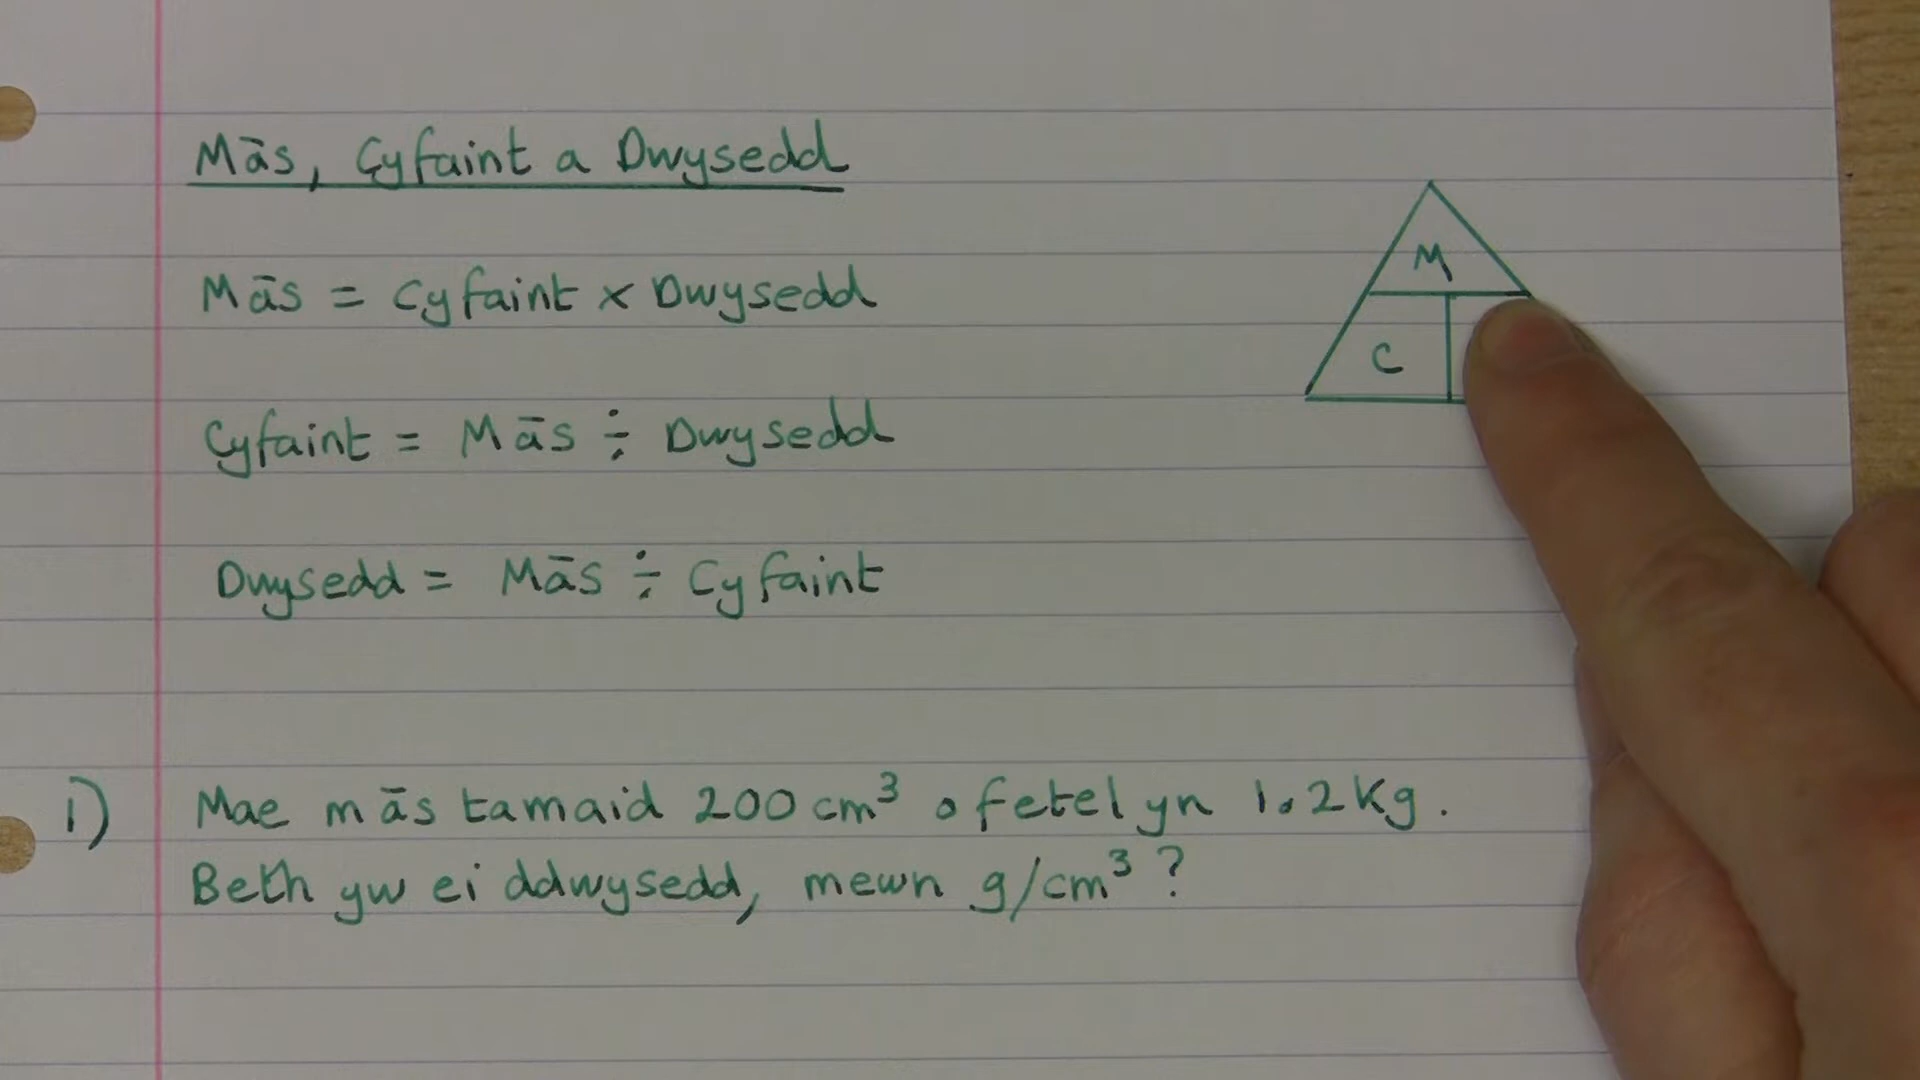 Mās, Cyfaint a Dwysedd
Mās = Cyfaint × Dwysedd
M
C
Cyfaint = Mās ÷ Dwysedd
Dwysedd = Mās ÷ Cyfaint
1) Mae mās tamaid 200 cm³ o fetel yn 1.2 Kg.
Beth yw ei ddwysedd, mewn g/cm³?